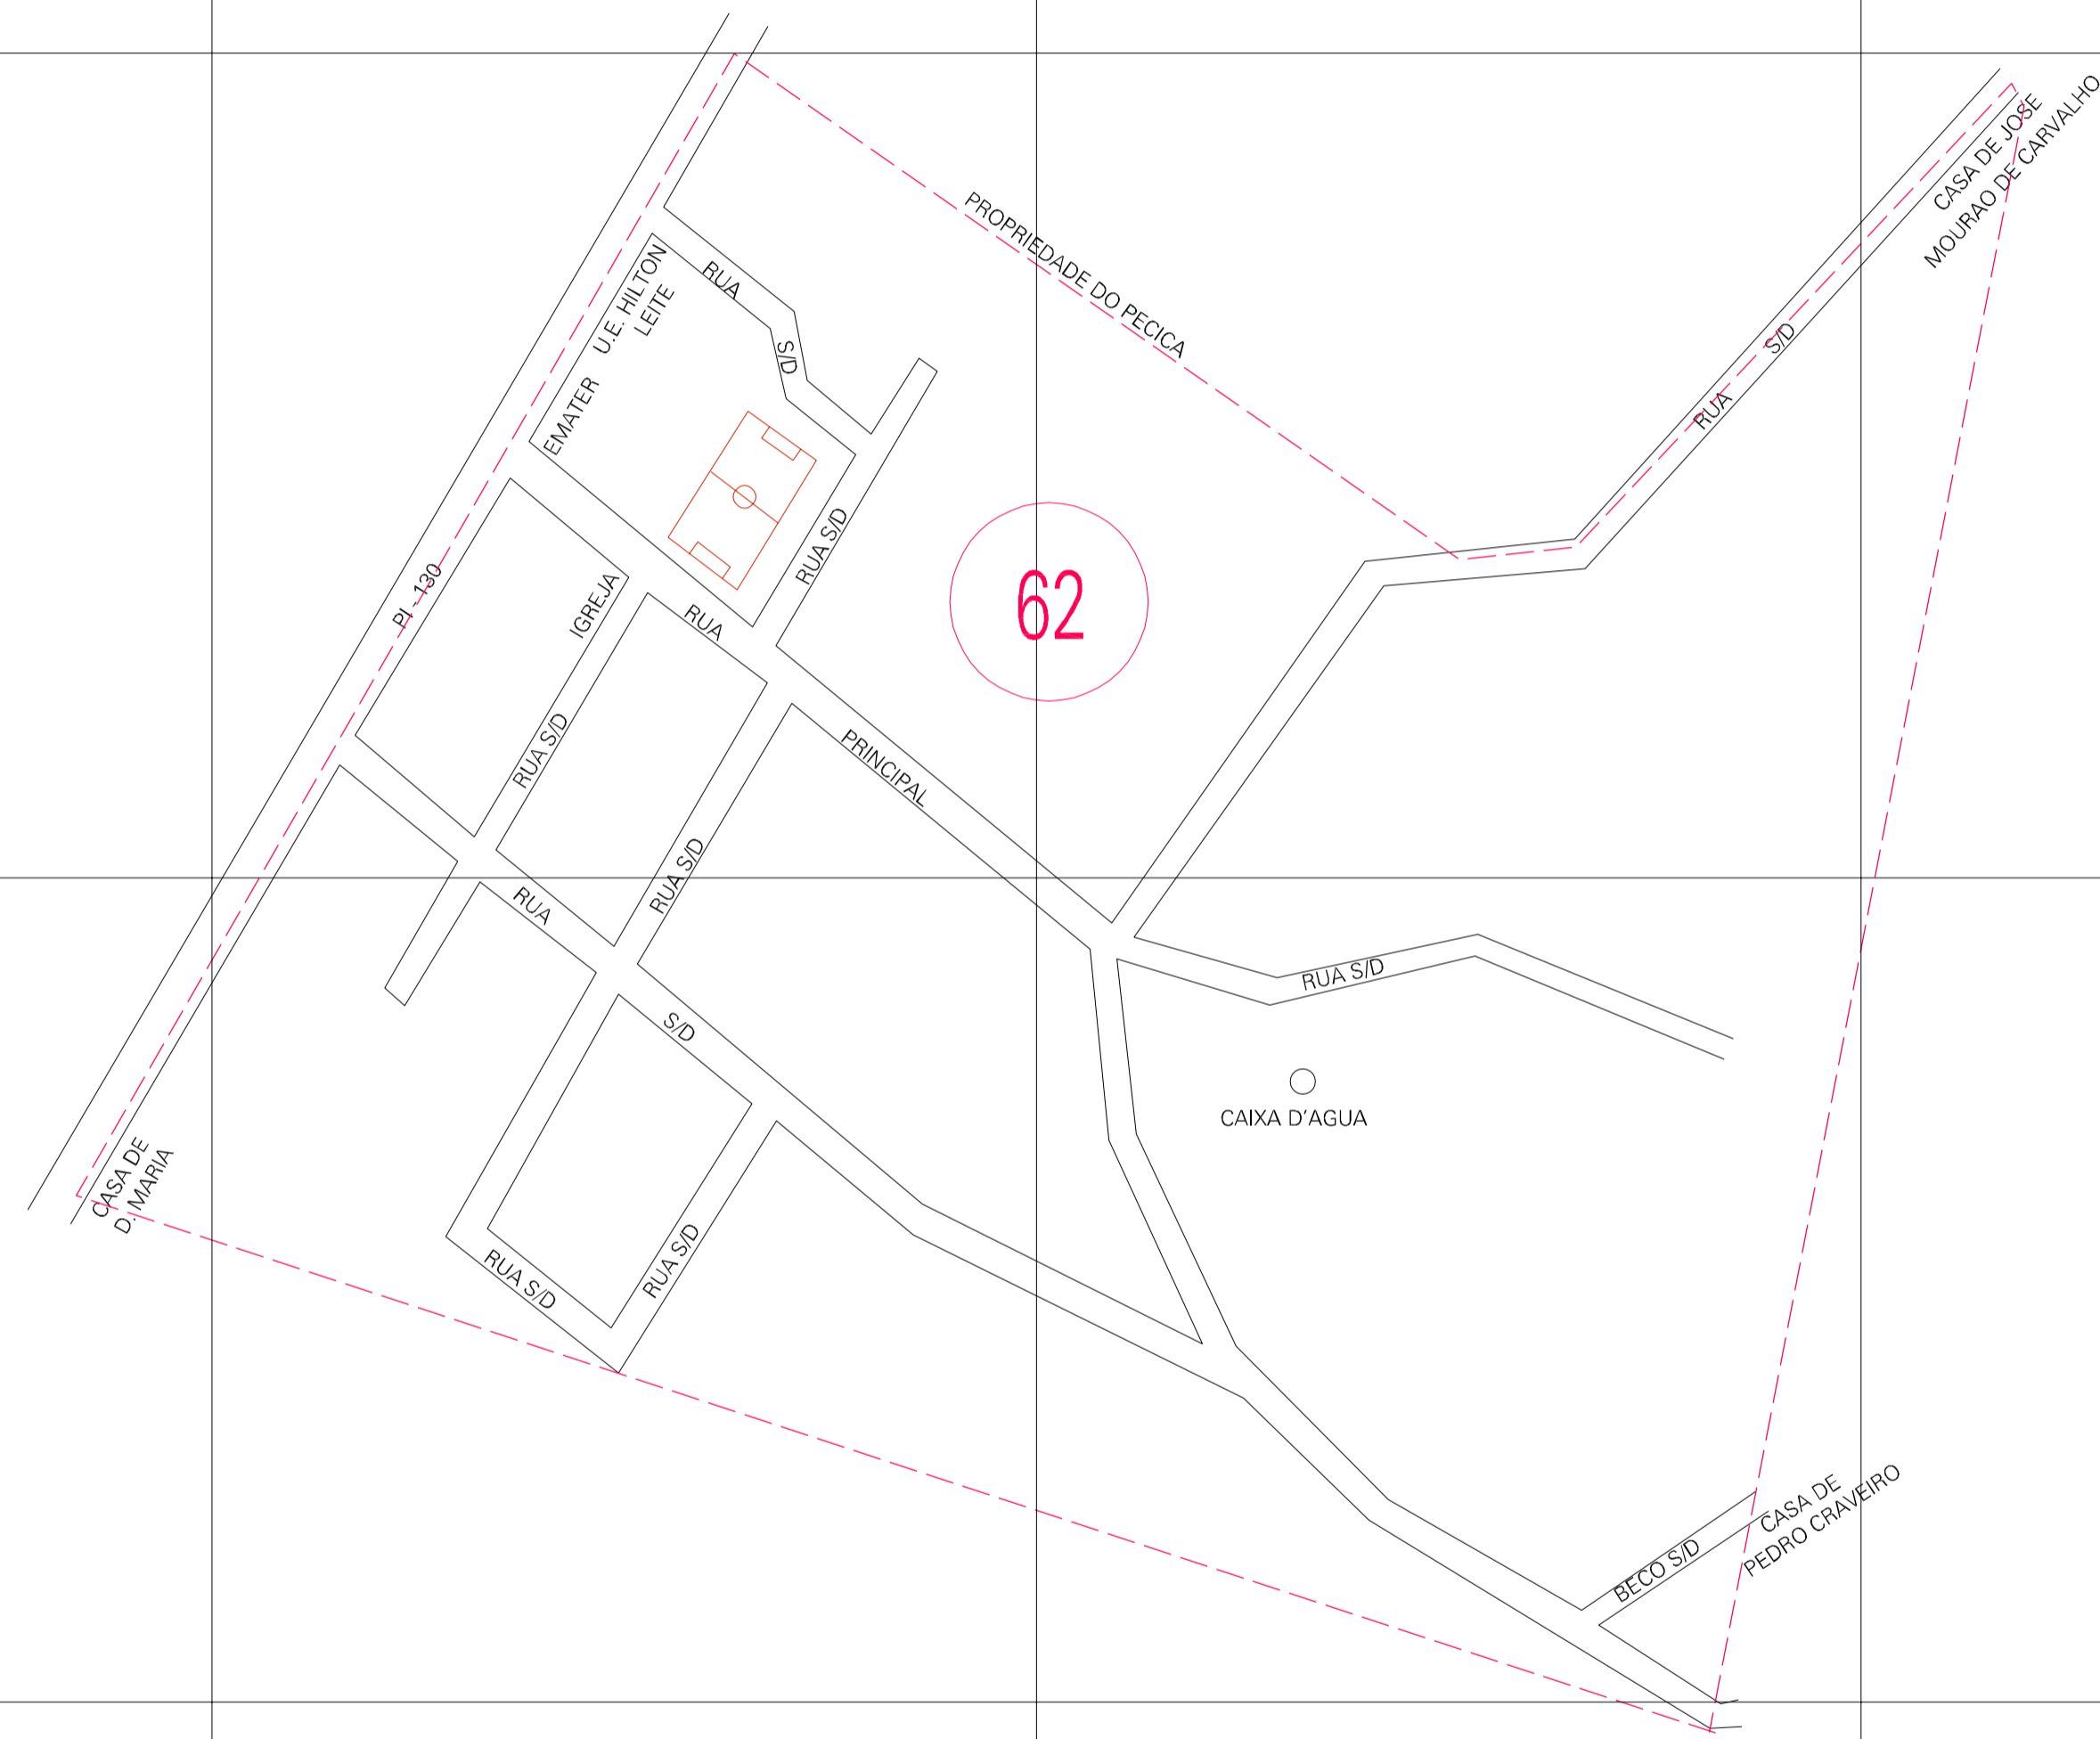 CASA DE JOSE
MOURAO DE CARVALHO
PROPRIEDADE DO PECICA
RUA
S/D
U.E. HILTON
LEITE
EMATER
RUA S/D
RUA
S/D
PI - 130
IGREJA
62
RUA
PRINCIPAL
RUA S/D
RUA S/D
RUA
S/D
RUA S/D
CAIXA D'AGUA
CASA DE
D. MARIA
RUA S/D
RUA S/D
CASA DE
PEDRO CRAVEIRO
BECO S/D